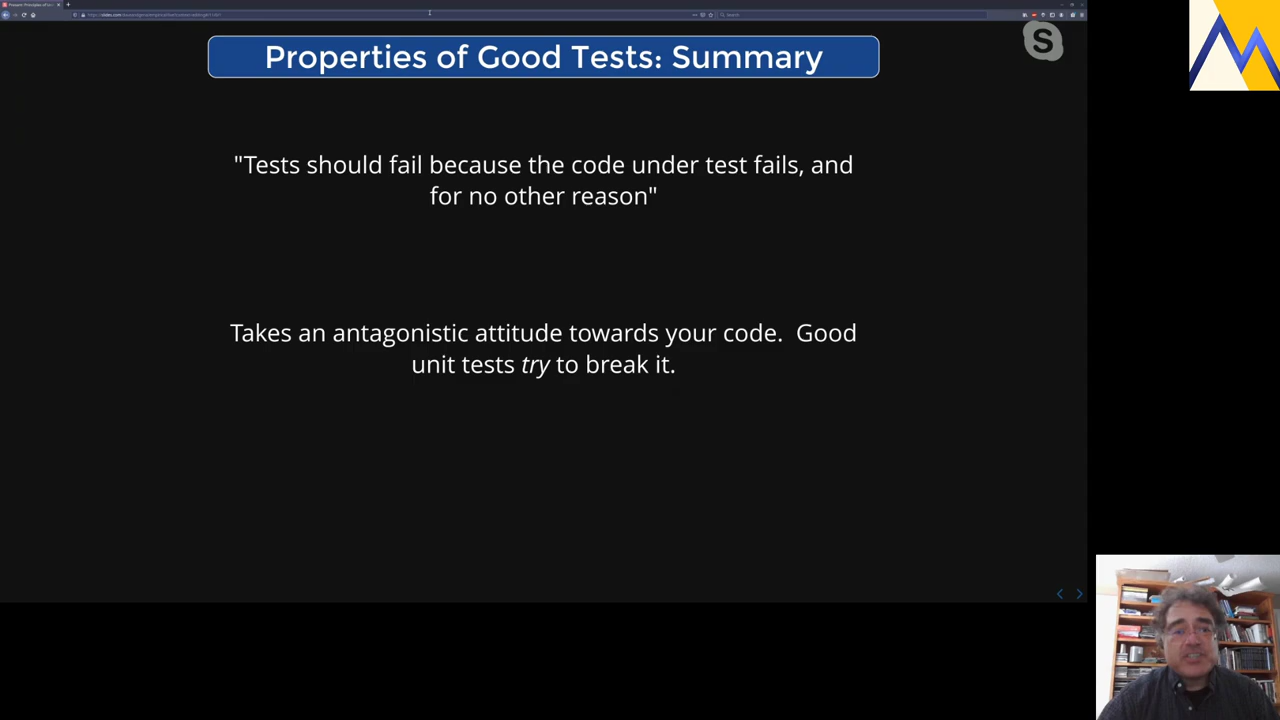 Properties of Good Tests: Summary
S
"Tests should fail because the code under test fails, and
for no other reason"
Takes an antagonistic attitude towards your code.  Good
unit tests try to break it.